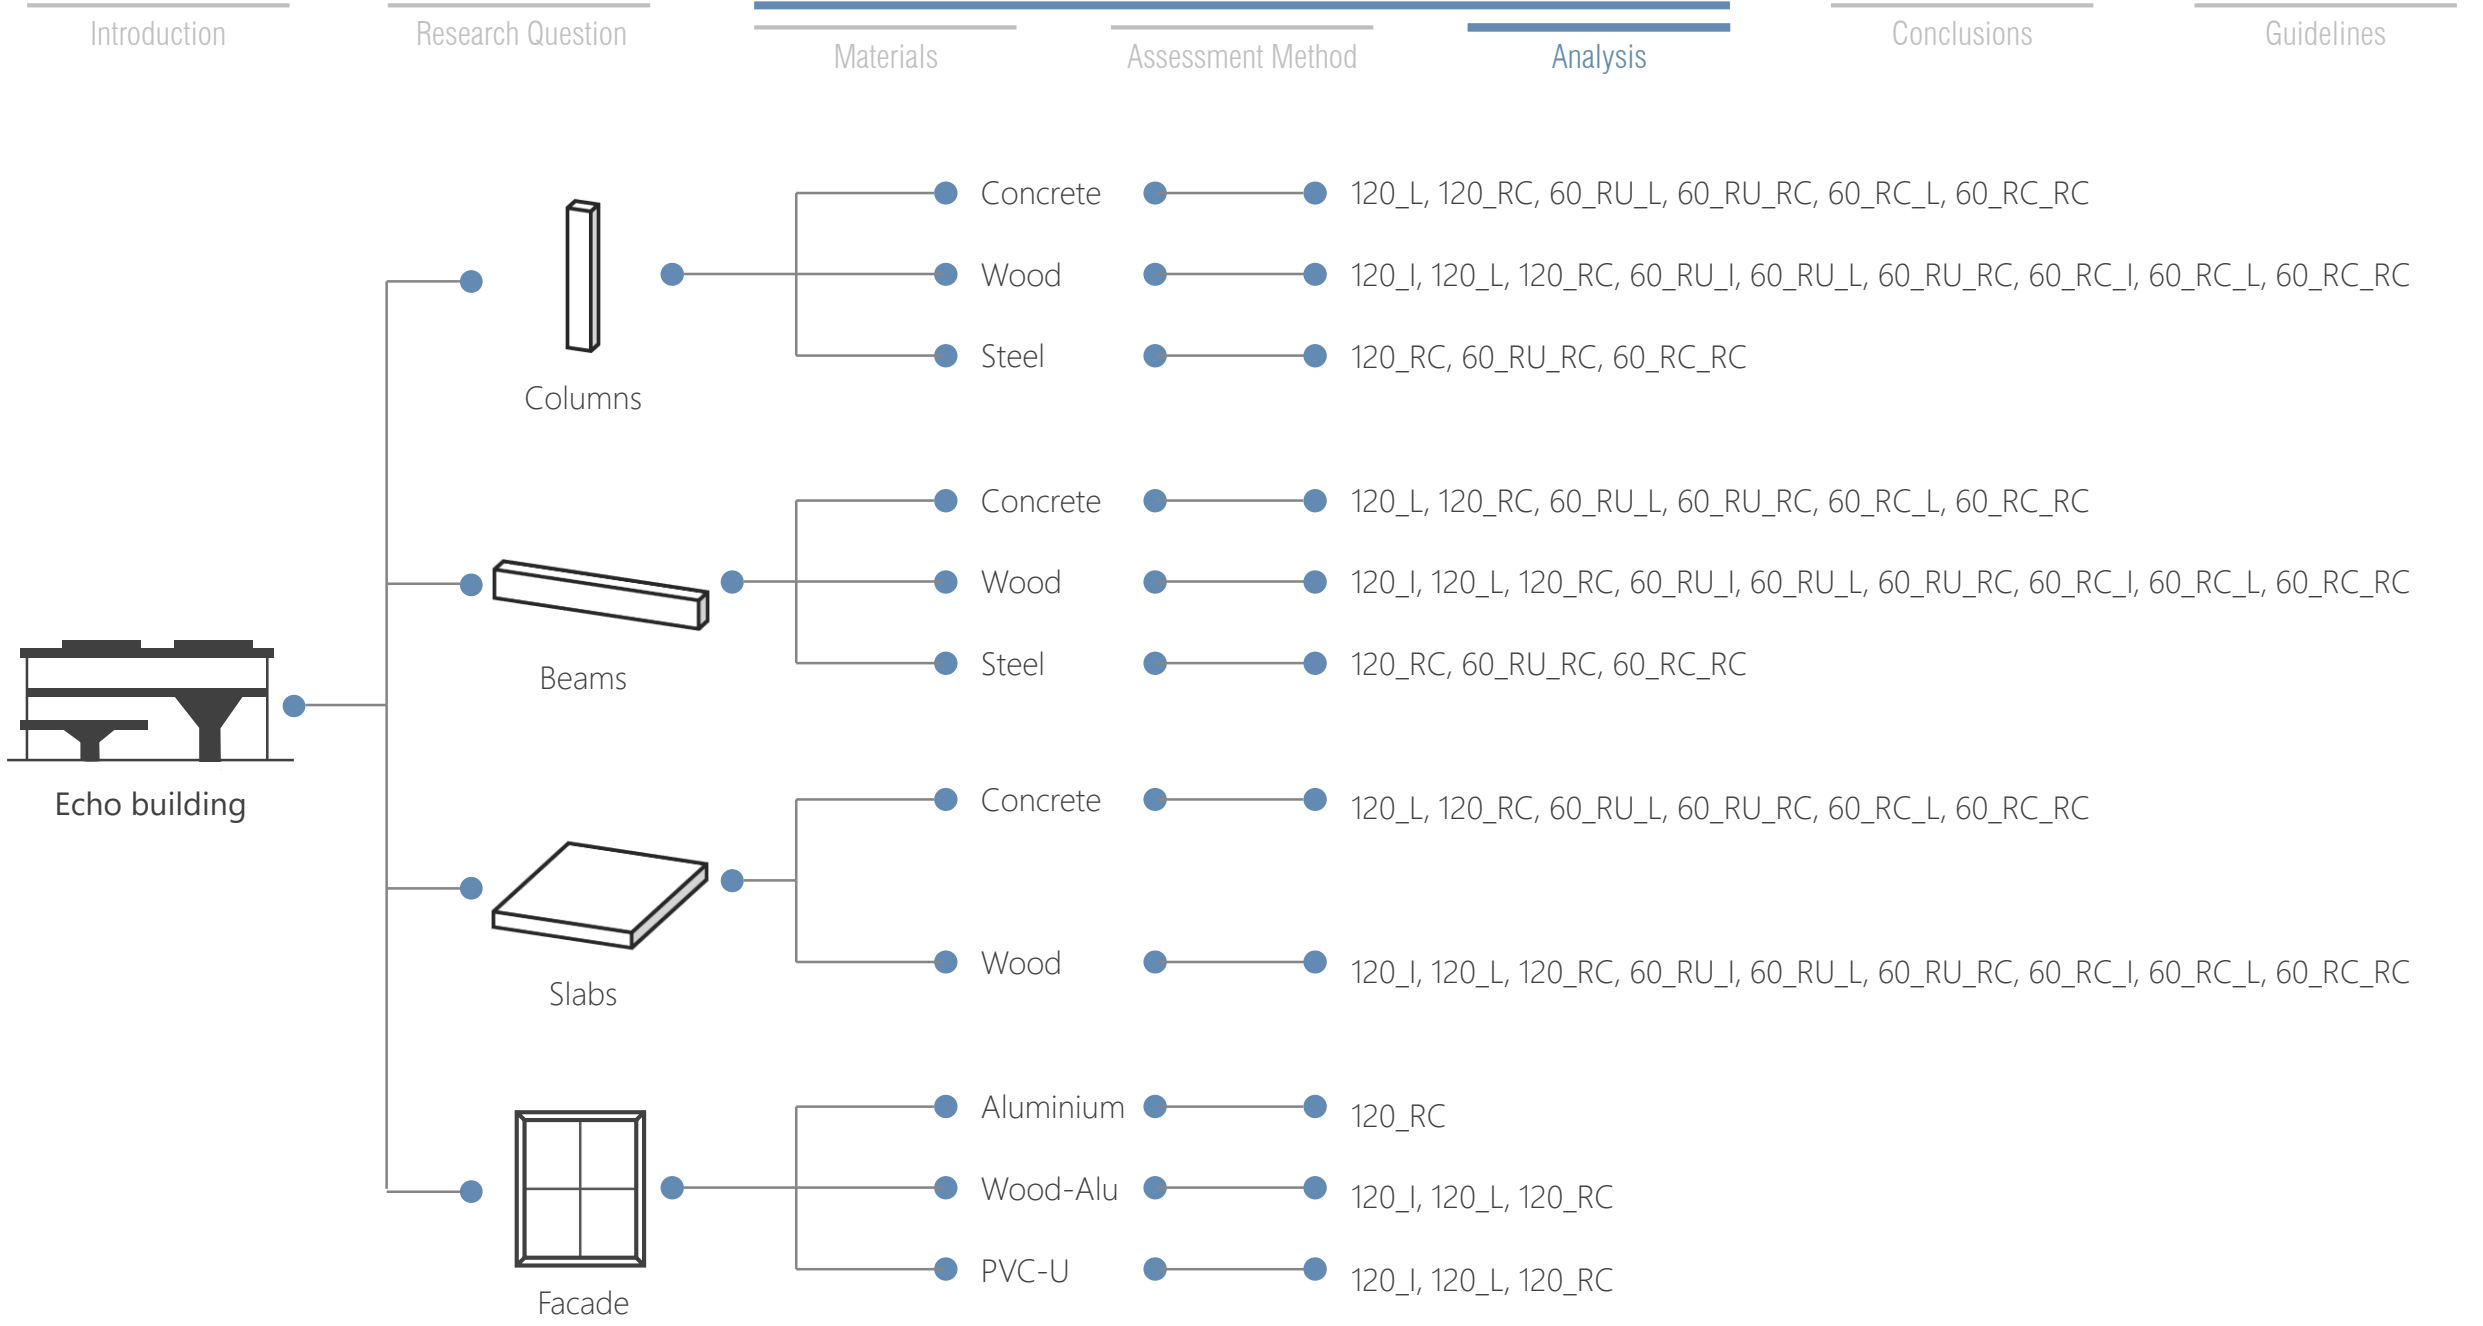 Introduction
Research Question
Materials
Assessment Method
Analysis
Conclusions
Guidelines
Concrete
120_L, 120_RC, 60_RU_L, 60_RU_RC, 60_RC_L, 60_RC_RC
Wood
120_I, 120_L, 120_RC, 60_RU_I, 60_RU_L, 60_RU_RC, 60_RC_I, 60_RC_L, 60_RC_RC
Steel
120_RC, 60_RU_RC, 60_RC_RC
Columns
Concrete
120_L, 120_RC, 60_RU_L, 60_RU_RC, 60_RC_L, 60_RC_RC
Wood
120_I, 120_L, 120_RC, 60_RU_I, 60_RU_L, 60_RU_RC, 60_RC_I, 60_RC_L, 60_RC_RC
Steel
120_RC, 60_RU_RC, 60_RC_RC
Beams
Echo building
Concrete
120_L, 120_RC, 60_RU_L, 60_RU_RC, 60_RC_L, 60_RC_RC
Wood
120_I, 120_L, 120_RC, 60_RU_I, 60_RU_L, 60_RU_RC, 60_RC_I, 60_RC_L, 60_RC_RC
Slabs
Aluminium
120_RC
Wood-Alu
120_I, 120_L, 120_RC
PVC-U
120_I, 120_L, 120_RC
Facade